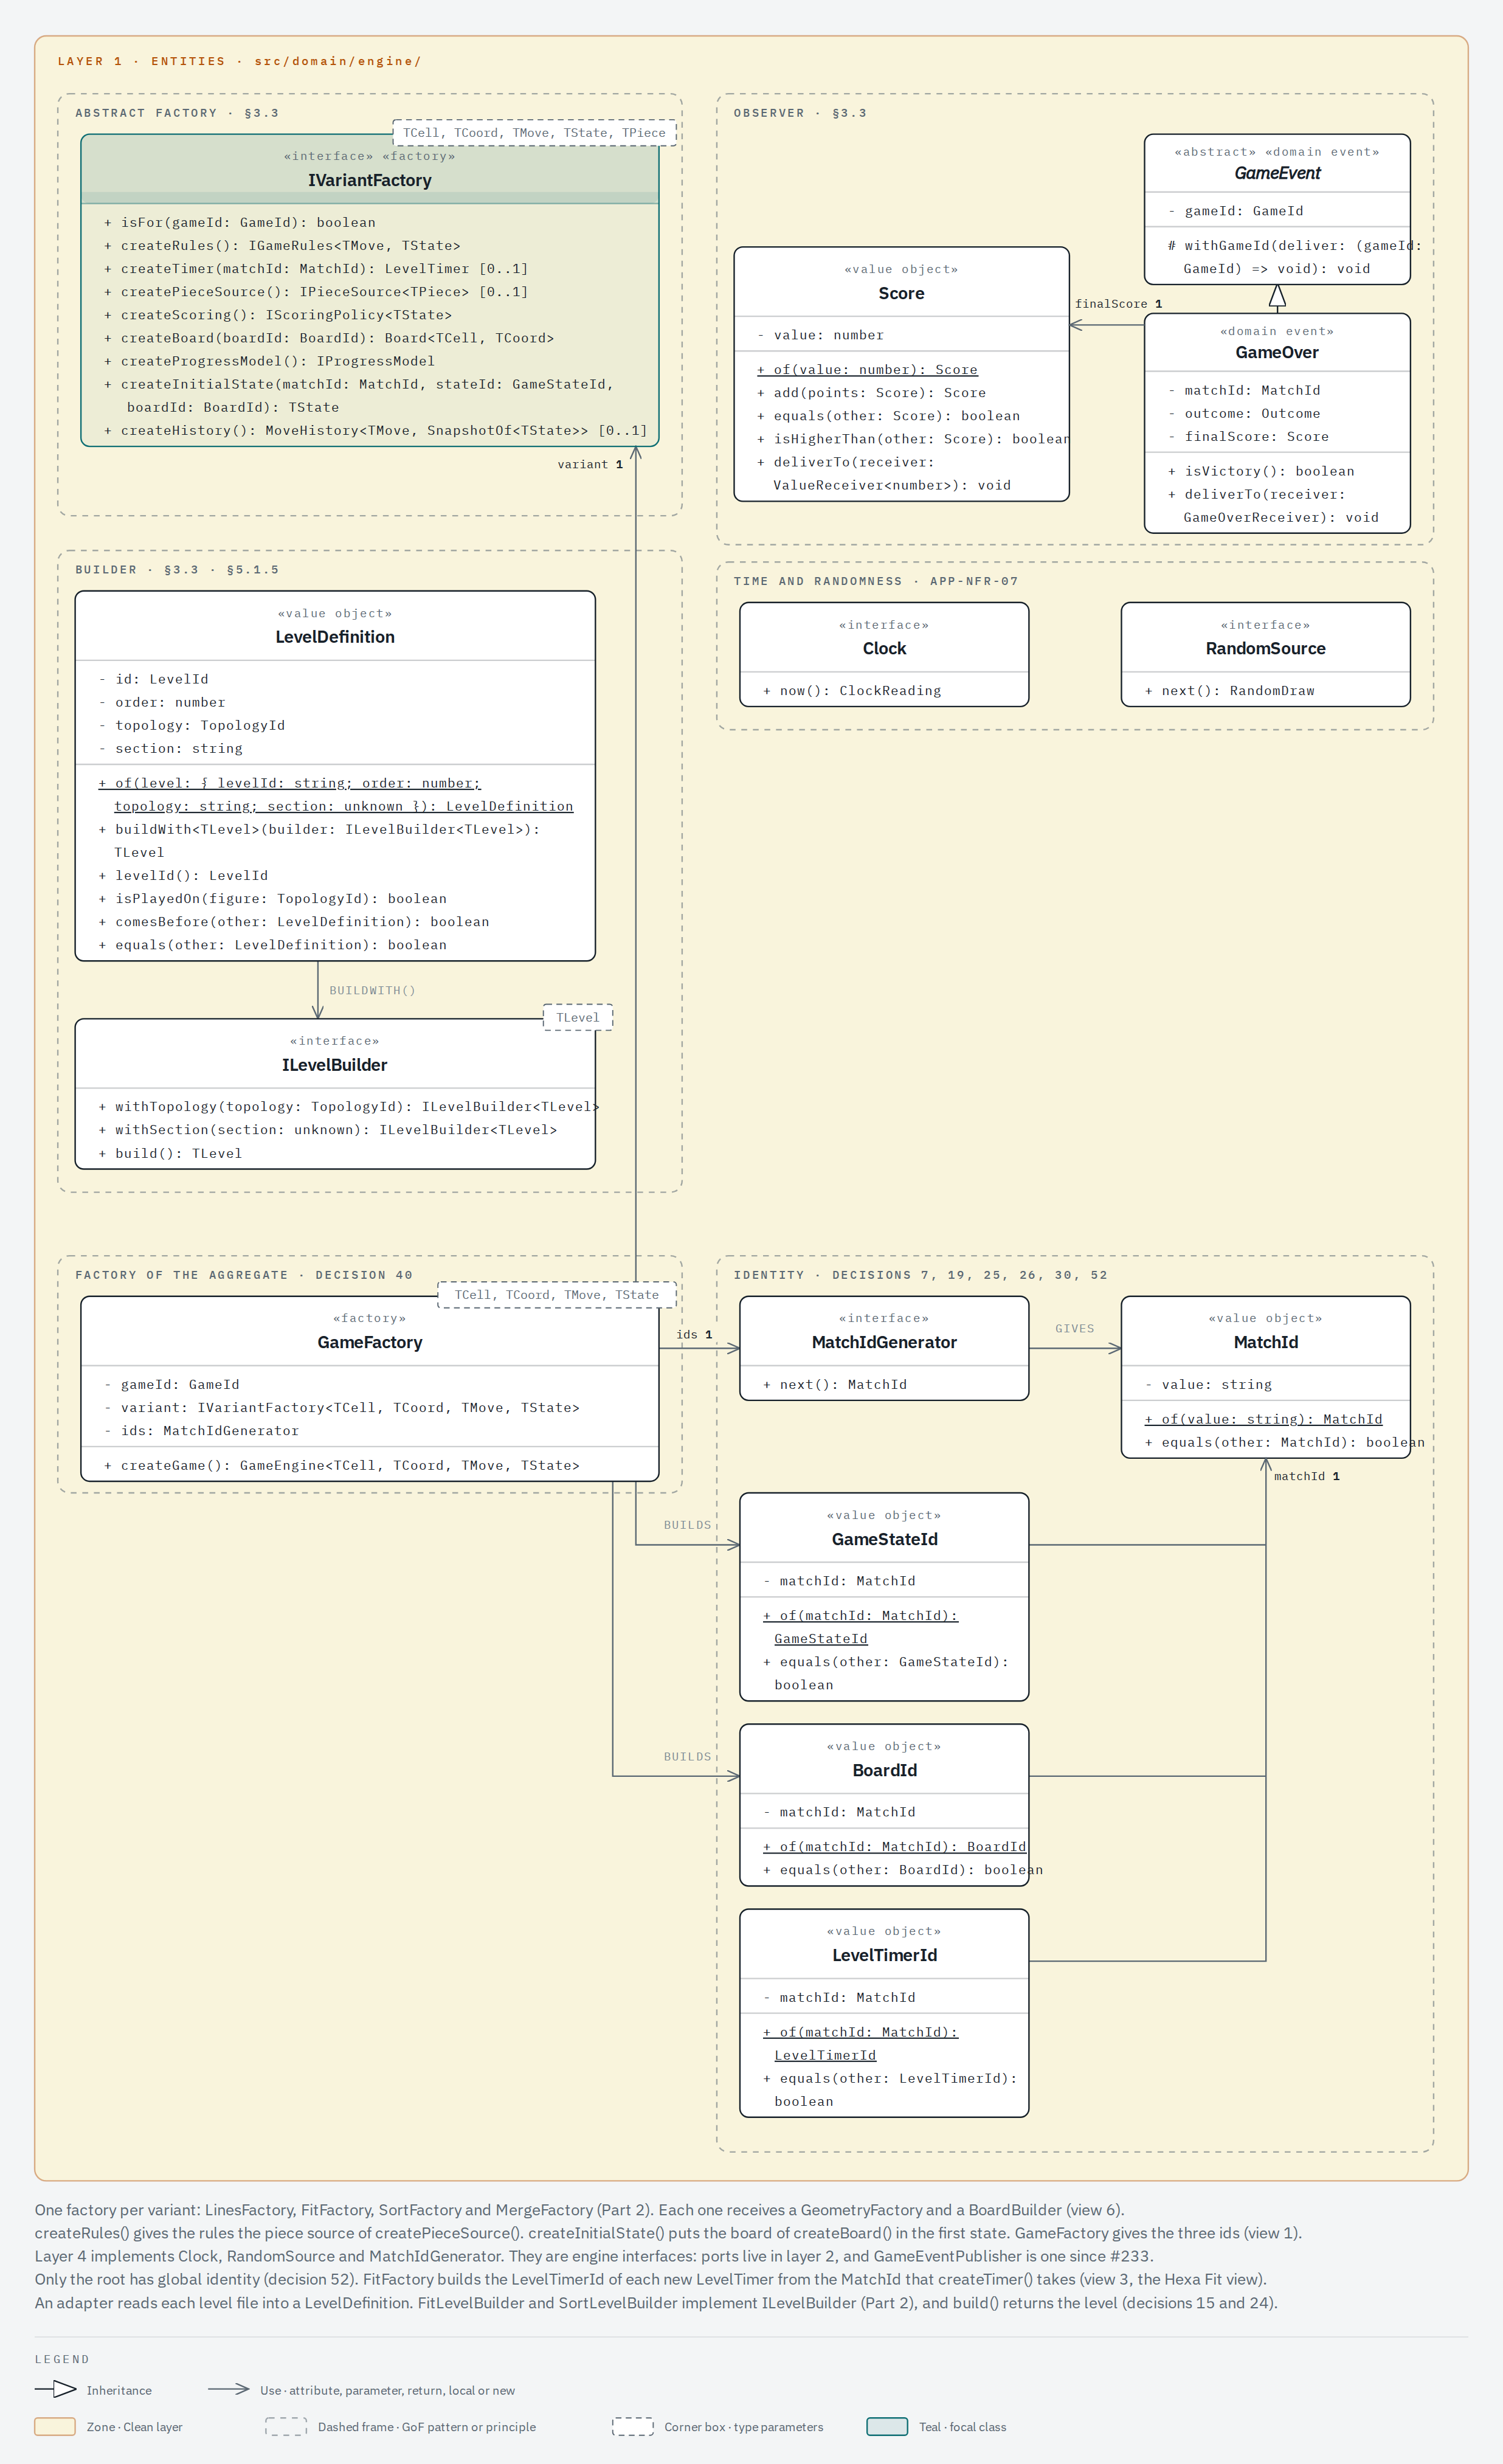 LAYER 1 · ENTITIES · src/domain/engine/
ABSTRACT FACTORY · §3.3
TCell, TCoord, TMove, TState, TPiece
«interface» «factory»
IVariantFactory
+ isFor(gameId: GameId): boolean
+ createRules(): IGameRules<TMove, TState>
+ createTimer(matchId: MatchId): LevelTimer [0..1]
+ createPieceSource(): IPieceSource<TPiece> [0..1]
+ createScoring(): IScoringPolicy<TState>
+ createBoard(boardId: BoardId): Board<TCell, TCoord>
+ createProgressModel(): IProgressModel
+ createInitialState(matchId: MatchId, stateId: GameStateId,
boardId: BoardId): TState
+ createHistory(): MoveHistory<TMove, SnapshotOf<TState>> [0..1]
variant 1
OBSERVER · §3.3
«abstract» «domain event»
GameEvent
- gameId: GameId
# withGameId(deliver: (gameId:
GameId) => void): void
«value object»
Score
- value: number
+ of(value: number): Score
+ add(points: Score): Score
+ equals(other: Score): boolean
+ isHigherThan(other: Score): boolean
+ deliverTo(receiver:
ValueReceiver<number>): void
finalScore 1
«domain event»
GameOver
- matchId: MatchId
- outcome: Outcome
- finalScore: Score
+ isVictory(): boolean
+ deliverTo(receiver:
GameOverReceiver): void
BUILDER · §3.3 · §5.1.5
«value object»
LevelDefinition
- id: LevelId
- order: number
- topology: TopologyId
- section: string
+ of(level: { levelId: string; order: number;
topology: string; section: unknown }): LevelDefinition
+ buildWith<TLevel>(builder: ILevelBuilder<TLevel>):
TLevel
+ levelId(): LevelId
+ isPlayedOn(figure: TopologyId): boolean
+ comesBefore(other: LevelDefinition): boolean
+ equals(other: LevelDefinition): boolean
BUILDWITH()
TLevel
«interface»
ILevelBuilder
+ withTopology(topology: TopologyId): ILevelBuilder<TLevel>
+ withSection(section: unknown): ILevelBuilder<TLevel>
+ build(): TLevel
TIME AND RANDOMNESS · APP-NFR-07
«interface»
Clock
+ now(): ClockReading
«interface»
RandomSource
+ next(): RandomDraw
FACTORY OF THE AGGREGATE · DECISION 40
TCell, TCoord, TMove, TState
«factory»
GameFactory
- gameId: GameId
- variant: IVariantFactory<TCell, TCoord, TMove, TState>
- ids: MatchIdGenerator
+ createGame(): GameEngine<TCell, TCoord, TMove, TState>
ids 1
IDENTITY · DECISIONS 7, 19, 25, 26, 30, 52
«interface»
MatchIdGenerator
+ next(): MatchId
GIVES
«value object»
MatchId
- value: string
+ of(value: string): MatchId
+ equals(other: MatchId): boolean
matchId 1
BUILDS
«value object»
GameStateId
- matchId: MatchId
+ of(matchId: MatchId):
GameStateId
+ equals(other: GameStateId):
boolean
BUILDS
«value object»
BoardId
- matchId: MatchId
+ of(matchId: MatchId): BoardId
+ equals(other: BoardId): boolean
«value object»
LevelTimerId
- matchId: MatchId
+ of(matchId: MatchId):
LevelTimerId
+ equals(other: LevelTimerId):
boolean
One factory per variant: LinesFactory, FitFactory, SortFactory and MergeFactory (Part 2). Each one receives a GeometryFactory and a BoardBuilder (view 6).
createRules() gives the rules the piece source of createPieceSource(). createInitialState() puts the board of createBoard() in the first state. GameFactory gives the three ids (view 1).
Layer 4 implements Clock, RandomSource and MatchIdGenerator. They are engine interfaces: ports live in layer 2, and GameEventPublisher is one since #233.
Only the root has global identity (decision 52). FitFactory builds the LevelTimerId of each new LevelTimer from the MatchId that createTimer() takes (view 3, the Hexa Fit view).
An adapter reads each level file into a LevelDefinition. FitLevelBuilder and SortLevelBuilder implement ILevelBuilder (Part 2), and build() returns the level (decisions 15 and 24).
LEGEND
Inheritance
Use · attribute, parameter, return, local or new
Zone · Clean layer
Dashed frame · GoF pattern or principle
Corner box · type parameters
Teal · focal class